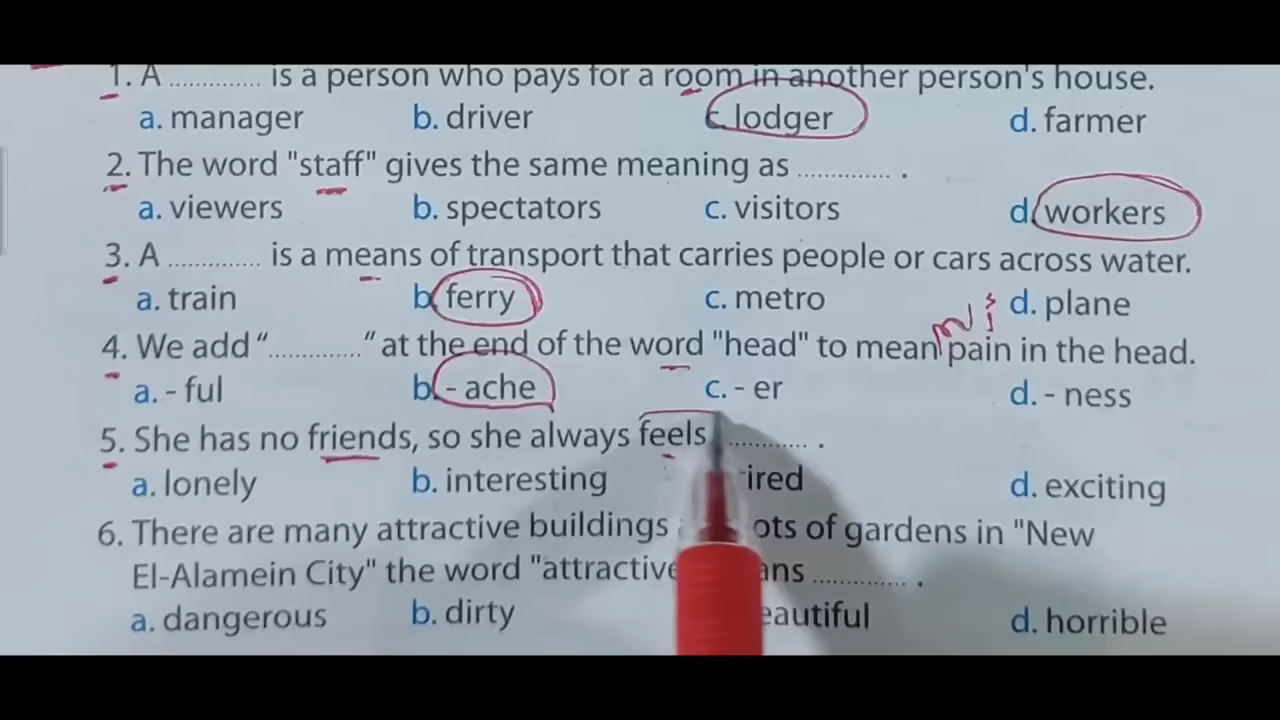 1. A .............. is a person who pays for a room in another person's house.
a. manager b. driver c. lodger d. farmer
2. The word "staff" gives the same meaning as .............. .
a. viewers b. spectators c. visitors d. workers
3. A .............. is a means of transport that carries people or cars across water.
a. train b. ferry c. metro d. plane
4. We add “..............” at the end of the word "head" to mean pain in the head.
a. - ful b. - ache c. - er d. - ness
5. She has no friends, so she always feels .............. .
a. lonely b. interesting ired d. exciting
6. There are many attractive buildings ots of gardens in "New
El-Alamein City" the word "attractive ans .............. .
a. dangerous b. dirty eautiful d. horrible